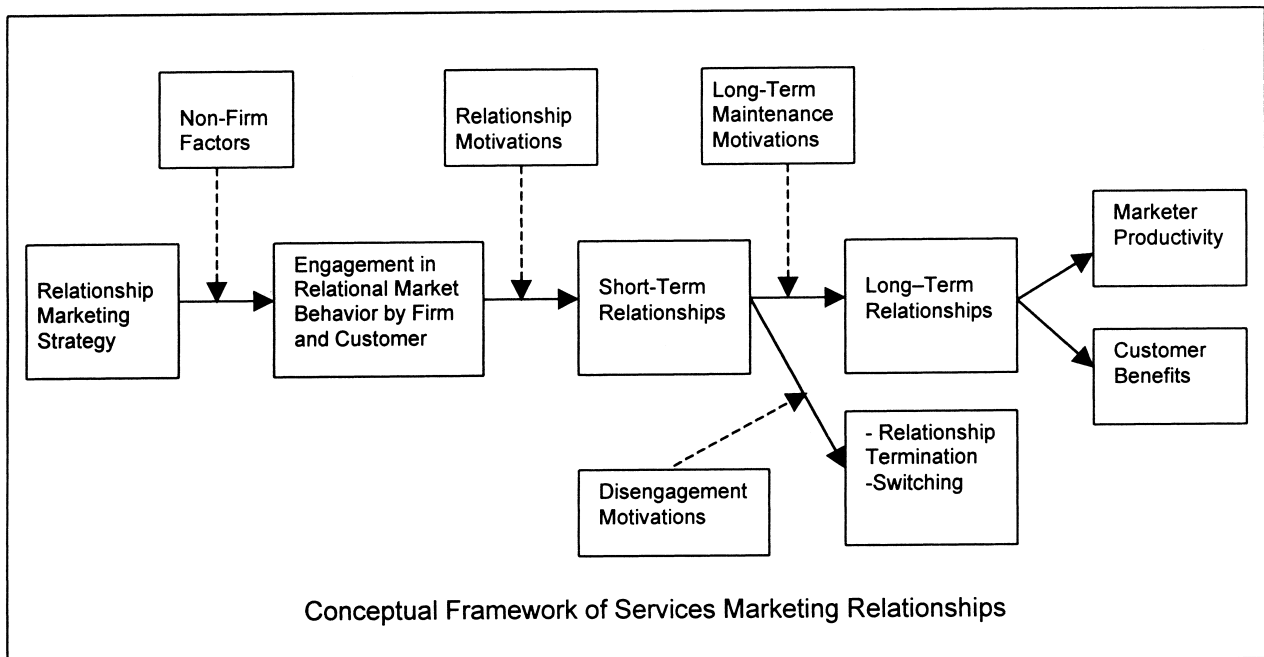 Non-Firm
Factors
Relationship
Motivations
Long-Term
Maintenance
Motivations
Relationship
Marketing
Strategy
Engagement in
Relational Market
Behavior by Firm
and Customer
Short-Term
Relationships
Long–Term
Relationships
Marketer
Productivity
Customer
Benefits
- Relationship
Termination
-Switching
Disengagement
Motivations
Conceptual Framework of Services Marketing Relationships